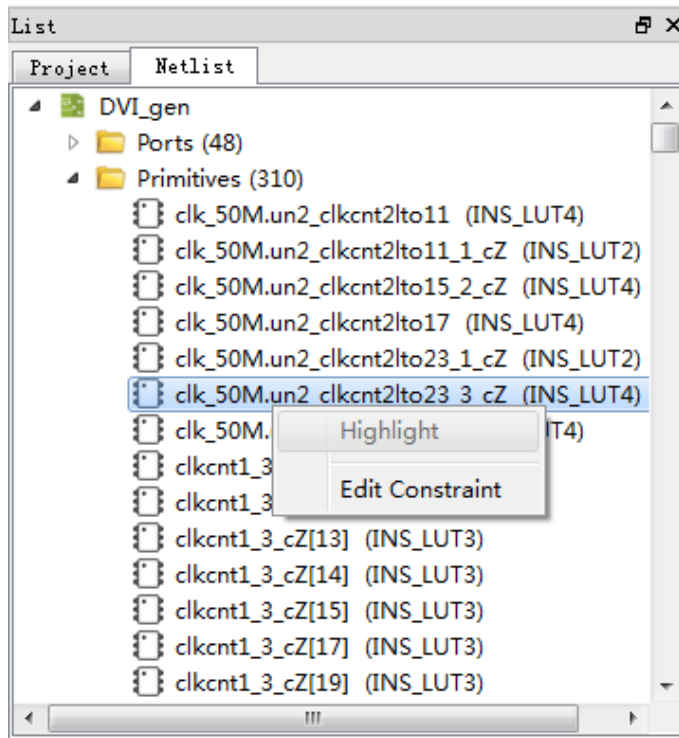 List
Project Netlist
DVI_gen
Ports (48)
Primitives (310)
clk_50M.un2_clkcnt2lto11 (INS_LUT4)
clk_50M.un2_clkcnt2lto11_1_cZ (INS_LUT2)
clk_50M.un2_clkcnt2lto15_2_cZ (INS_LUT4)
clk_50M.un2_clkcnt2lto17 (INS_LUT4)
clk_50M.un2_clkcnt2lto23_1_cZ (INS_LUT2)
clk_50M.un2_clkcnt2lto23_3_cZ (INS_LUT4)
clk_50M. Highlight T4)
clkcnt1_3
clkcnt1_3 Edit Constraint
clkcnt1_3_cZ[13] (INS_LUT3)
clkcnt1_3_cZ[14] (INS_LUT3)
clkcnt1_3_cZ[15] (INS_LUT3)
clkcnt1_3_cZ[17] (INS_LUT3)
clkcnt1_3_cZ[19] (INS_LUT3)